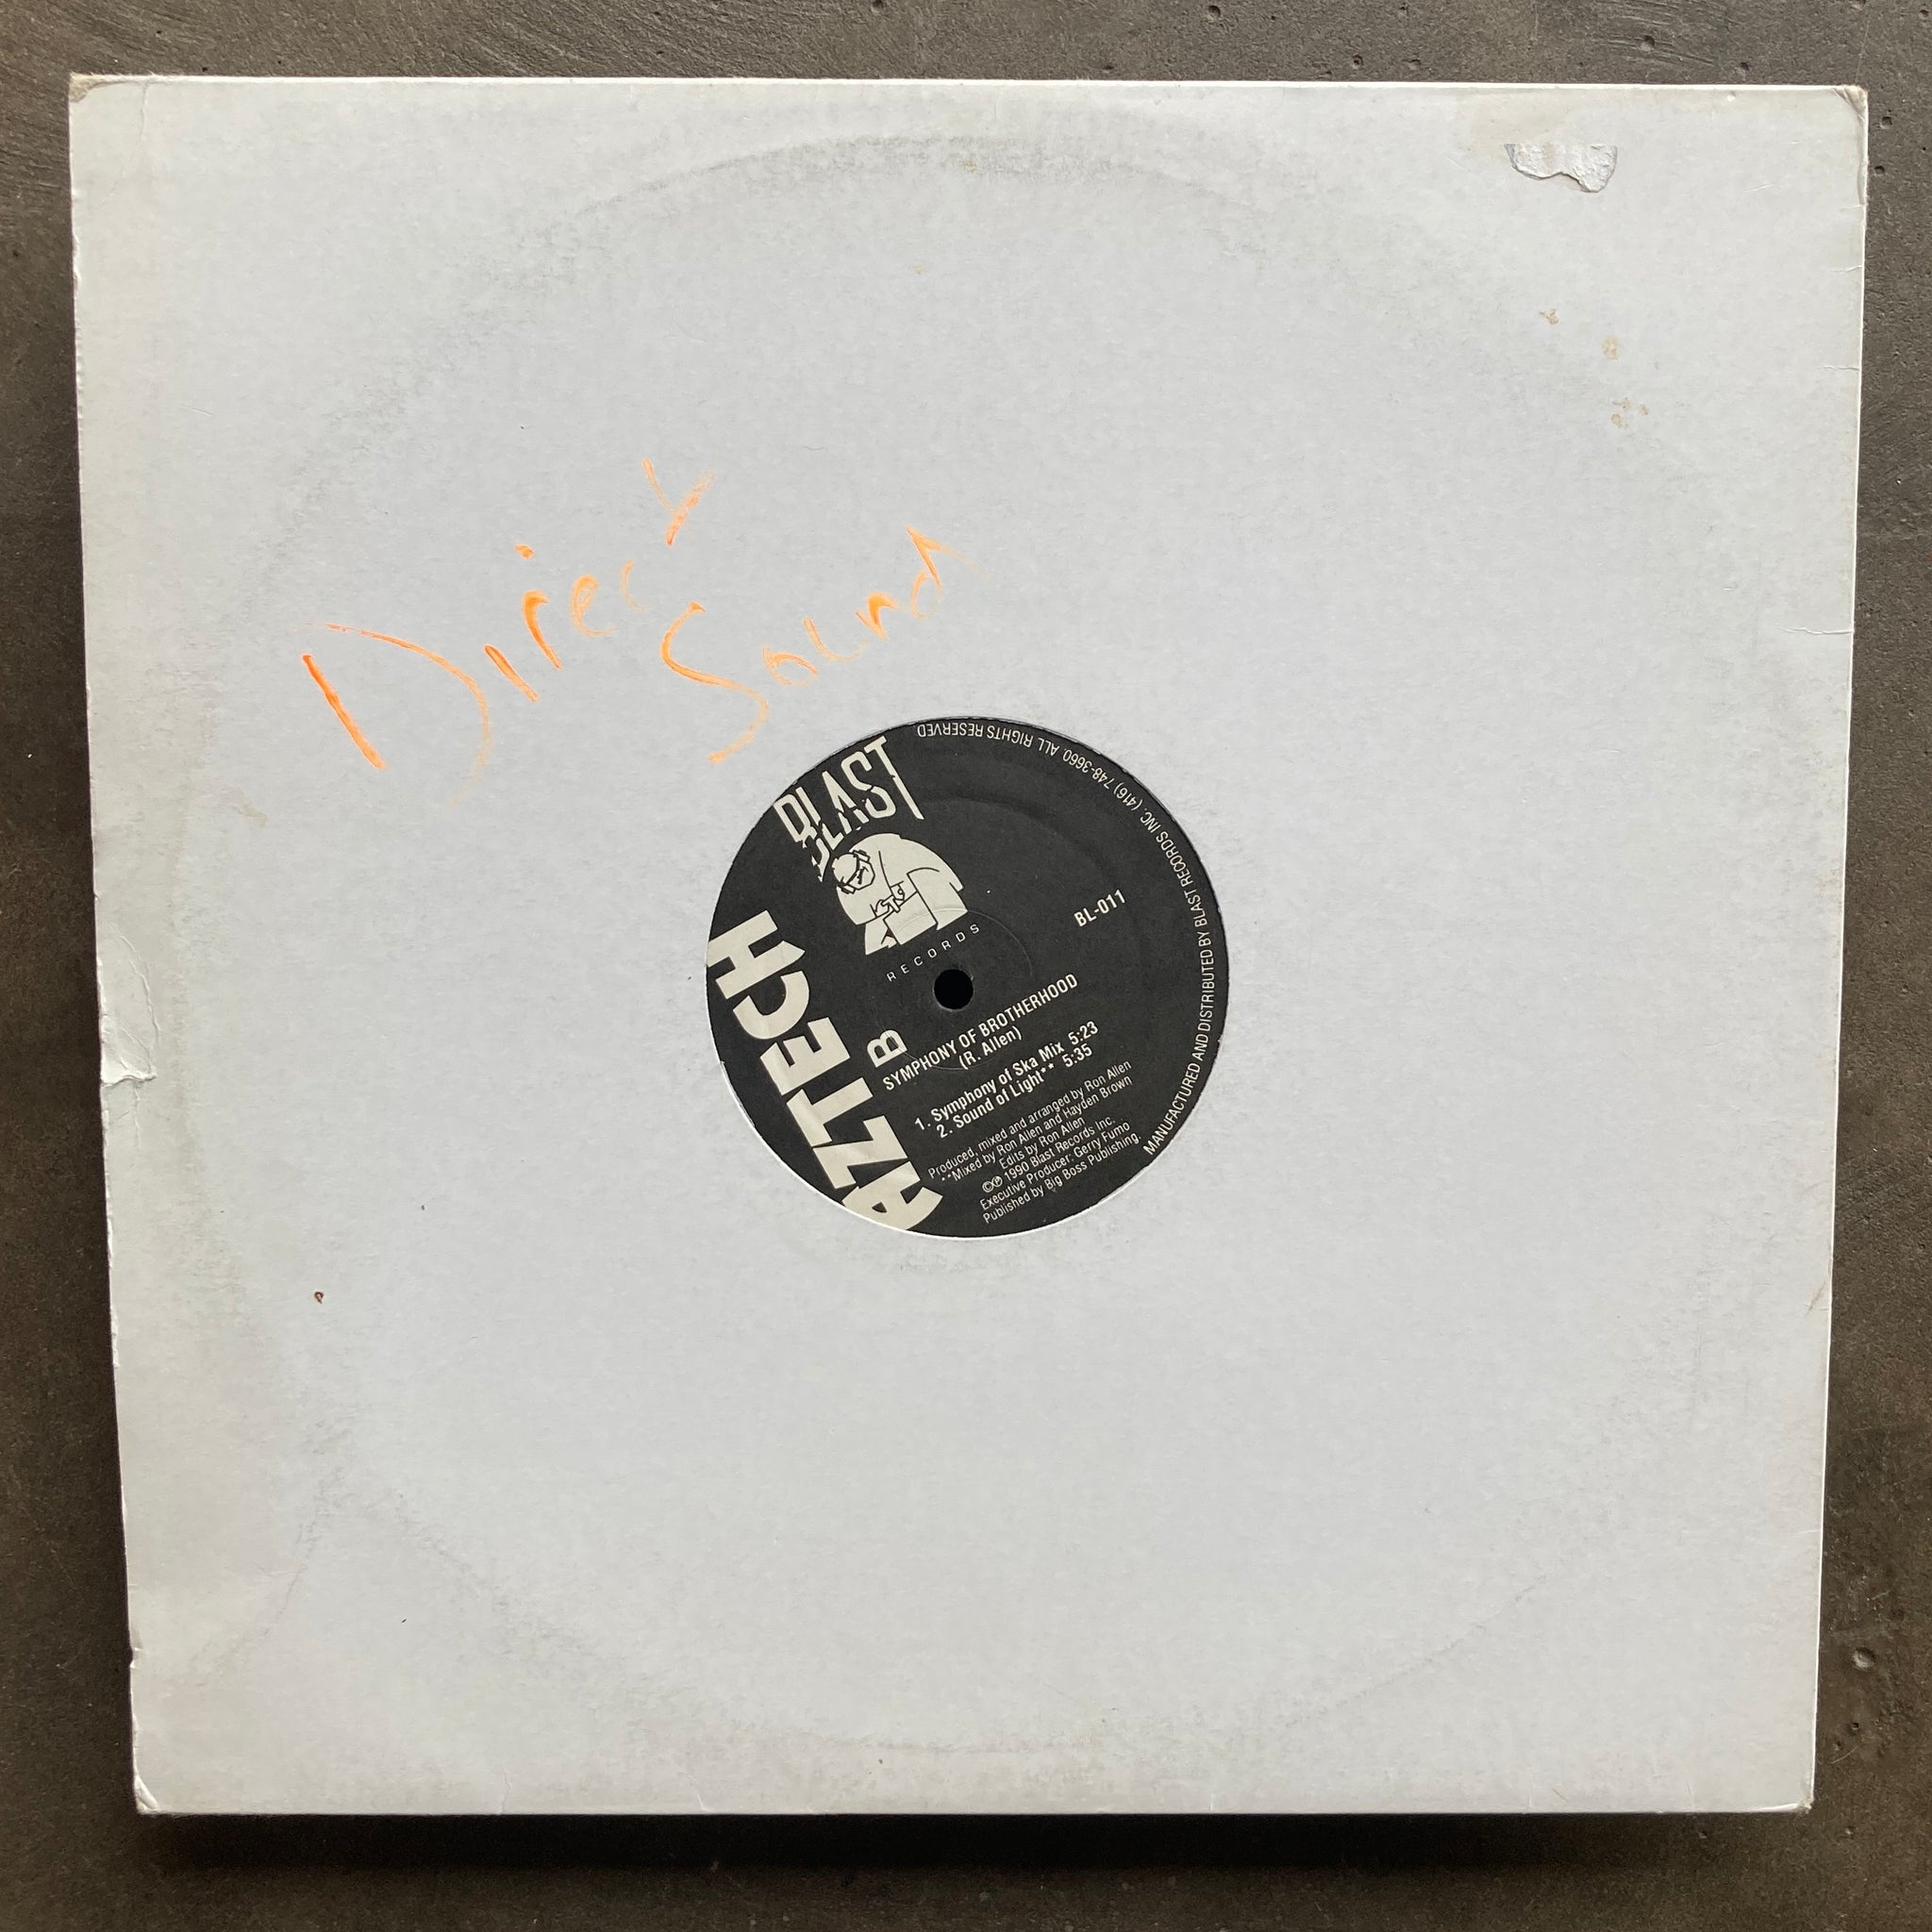 Direct
Sound
BLAST
RECORDS
BL-011
AZTECH
B
SYMPHONY OF BROTHERHOOD
(R. Allen)
1. Symphony of Ska Mix 5:23
2. Sound of Light** 5:35
Produced, mixed and arranged by Ron Allen
**Mixed by Ron Allen and Hayden Brown
Edits by Ron Allen
©℗ 1990 Blast Records Inc.
Executive Producer: Gerry Fumo
Published by Big Boss Publishing.
MANUFACTURED AND DISTRIBUTED BY BLAST RECORDS INC. (416) 748-3660. ALL RIGHTS RESERVED.